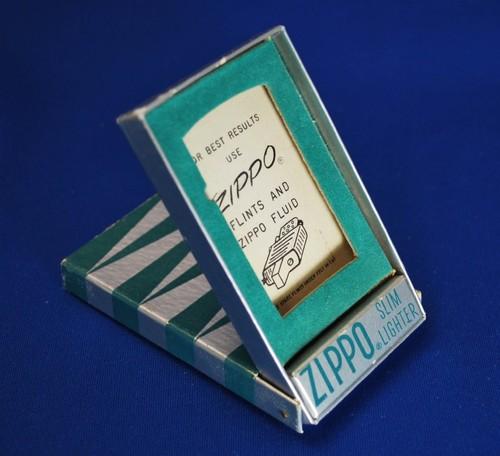 OR BEST RESULTS
USE
ZIPPO®
FLINTS AND
ZIPPO FLUID
ZIPPO® SLIM
LIGHTER